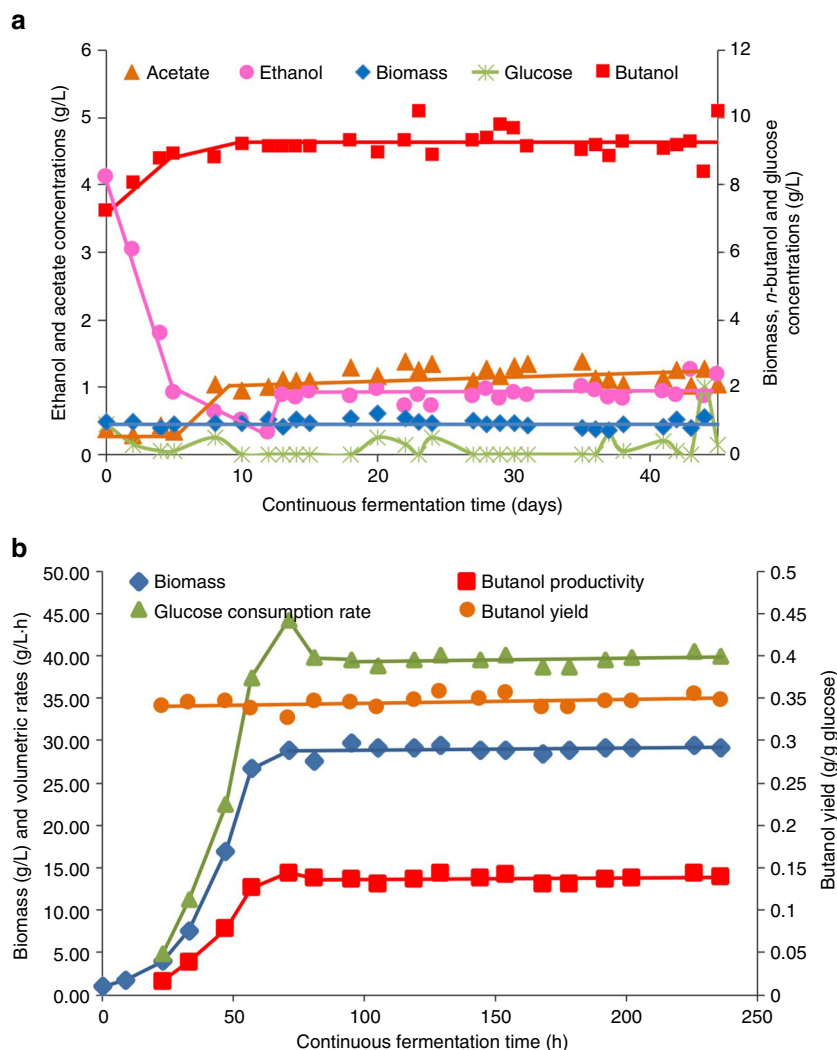 a
Acetate Ethanol Biomass Glucose Butanol
Ethanol and acetate concentrations (g/L)
6
5
4
3
2
1
0
Biomass, n-butanol and glucose
concentrations (g/L)
12
10
8
6
4
2
0
0 10 20 30 40
Continuous fermentation time (days)
b
Biomass Butanol productivity
Glucose consumption rate Butanol yield
Biomass (g/L) and volumetric rates (g/L·h)
50.00
45.00
40.00
35.00
30.00
25.00
20.00
15.00
10.00
5.00
0.00
Butanol yield (g/g glucose)
0.5
0.45
0.4
0.35
0.3
0.25
0.2
0.15
0.1
0.05
0
0 50 100 150 200 250
Continuous fermentation time (h)